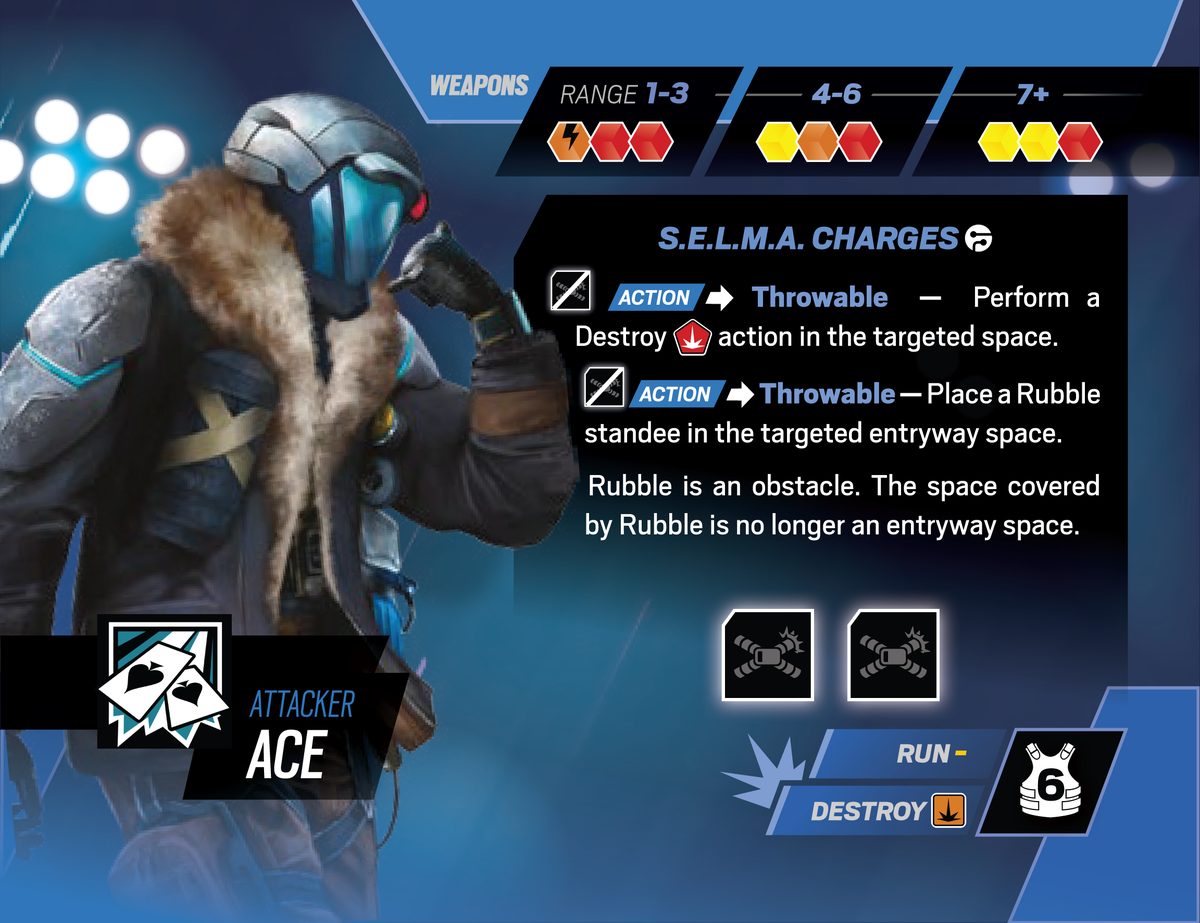 WEAPONS
RANGE 1-3
4-6
7+
S.E.L.M.A. CHARGES
ACTION Throwable — Perform a
Destroy action in the targeted space.
ACTION Throwable — Place a Rubble
standee in the targeted entryway space.
Rubble is an obstacle. The space covered
by Rubble is no longer an entryway space.
ATTACKER
ACE
RUN -
DESTROY
6